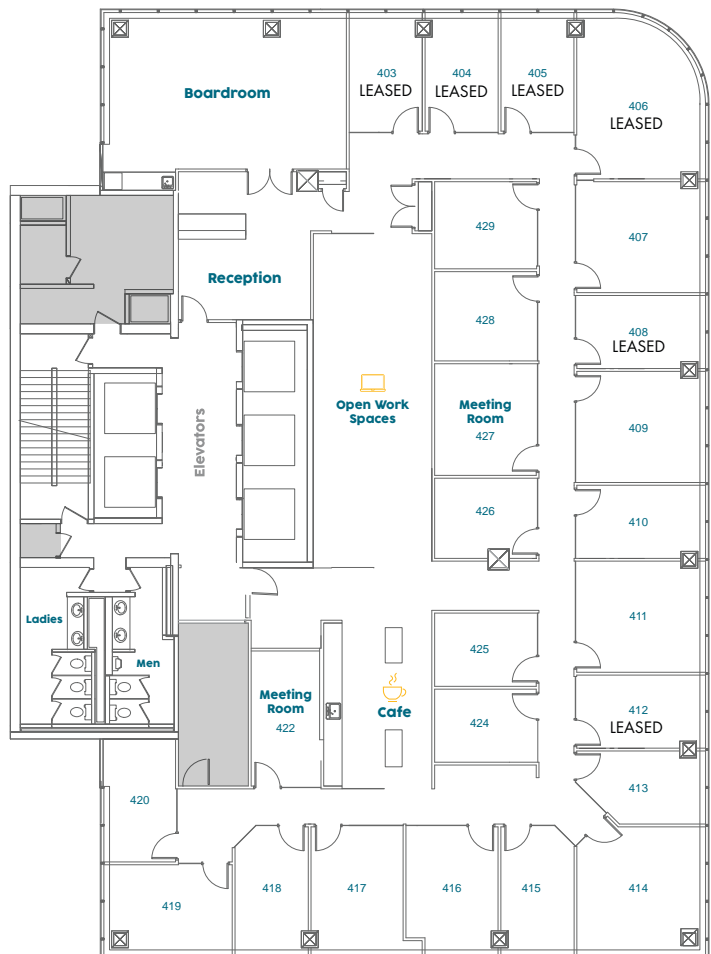 Boardroom
403
LEASED
404
LEASED
405
LEASED
406
LEASED
429
407
Reception
428
408
LEASED
Open Work
Spaces
Meeting
Room
427
409
Elevators
426
410
Ladies
Men
425
411
Meeting
Room
422
Cafe
424
412
LEASED
420
413
419
418
417
416
415
414